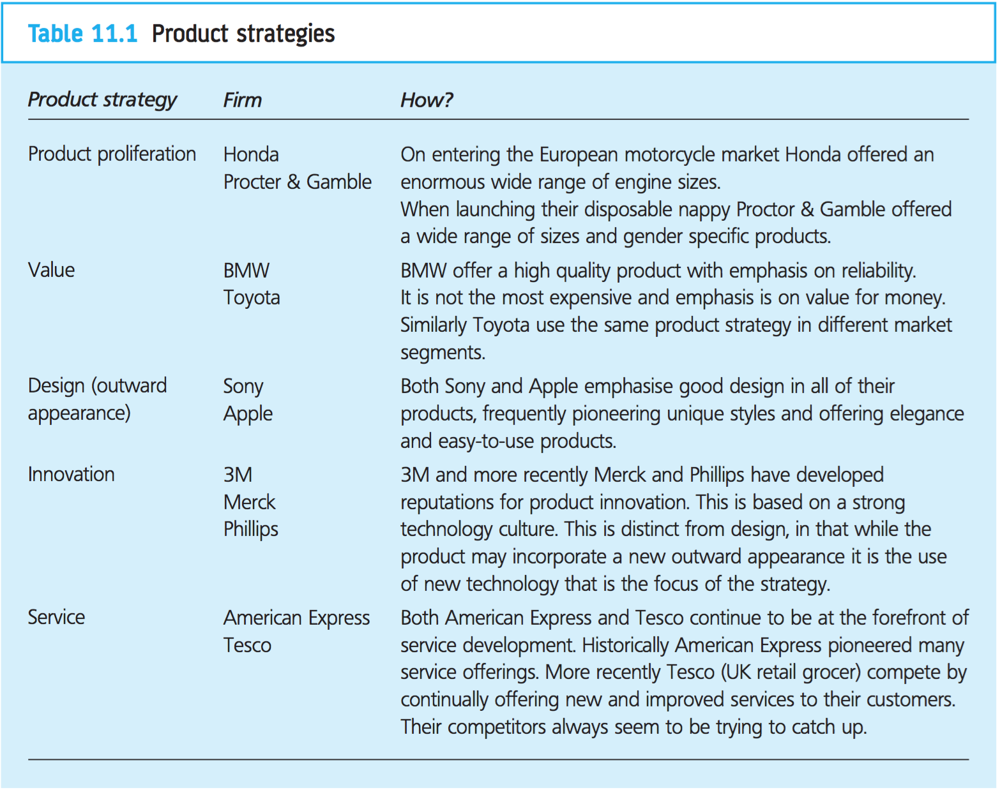 Table 11.1 Product strategies
Product strategy Firm How?
Product proliferation Honda On entering the European motorcycle market Honda offered an
Procter & Gamble enormous wide range of engine sizes.
When launching their disposable nappy Proctor & Gamble offered
a wide range of sizes and gender specific products.
Value BMW BMW offer a high quality product with emphasis on reliability.
Toyota It is not the most expensive and emphasis is on value for money.
Similarly Toyota use the same product strategy in different market
segments.
Design (outward Sony Both Sony and Apple emphasise good design in all of their
appearance) Apple products, frequently pioneering unique styles and offering elegance
and easy-to-use products.
Innovation 3M 3M and more recently Merck and Phillips have developed
Merck reputations for product innovation. This is based on a strong
Phillips technology culture. This is distinct from design, in that while the
product may incorporate a new outward appearance it is the use
of new technology that is the focus of the strategy.
Service American Express Both American Express and Tesco continue to be at the forefront of
Tesco service development. Historically American Express pioneered many
service offerings. More recently Tesco (UK retail grocer) compete by
continually offering new and improved services to their customers.
Their competitors always seem to be trying to catch up.